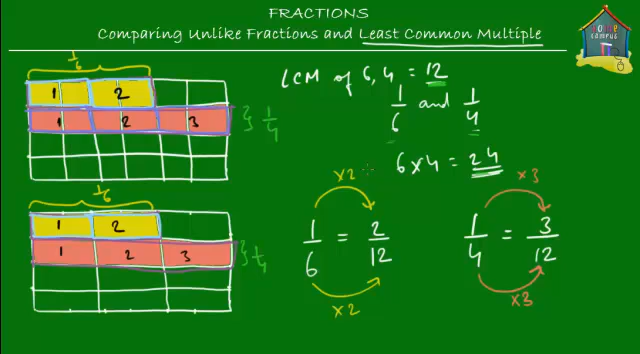 FRACTIONS
Comparing Unlike Fractions and Least Common Multiple
home campus
1/6
1 2
1 2 3
1/4
LCM of 6, 4 = 12
1/6 and 1/4
6 x 4 = 24
1/6
1 2
1 2 3
1/4
x2
1/6 = 2/12
x2
x3
1/4 = 3/12
x3